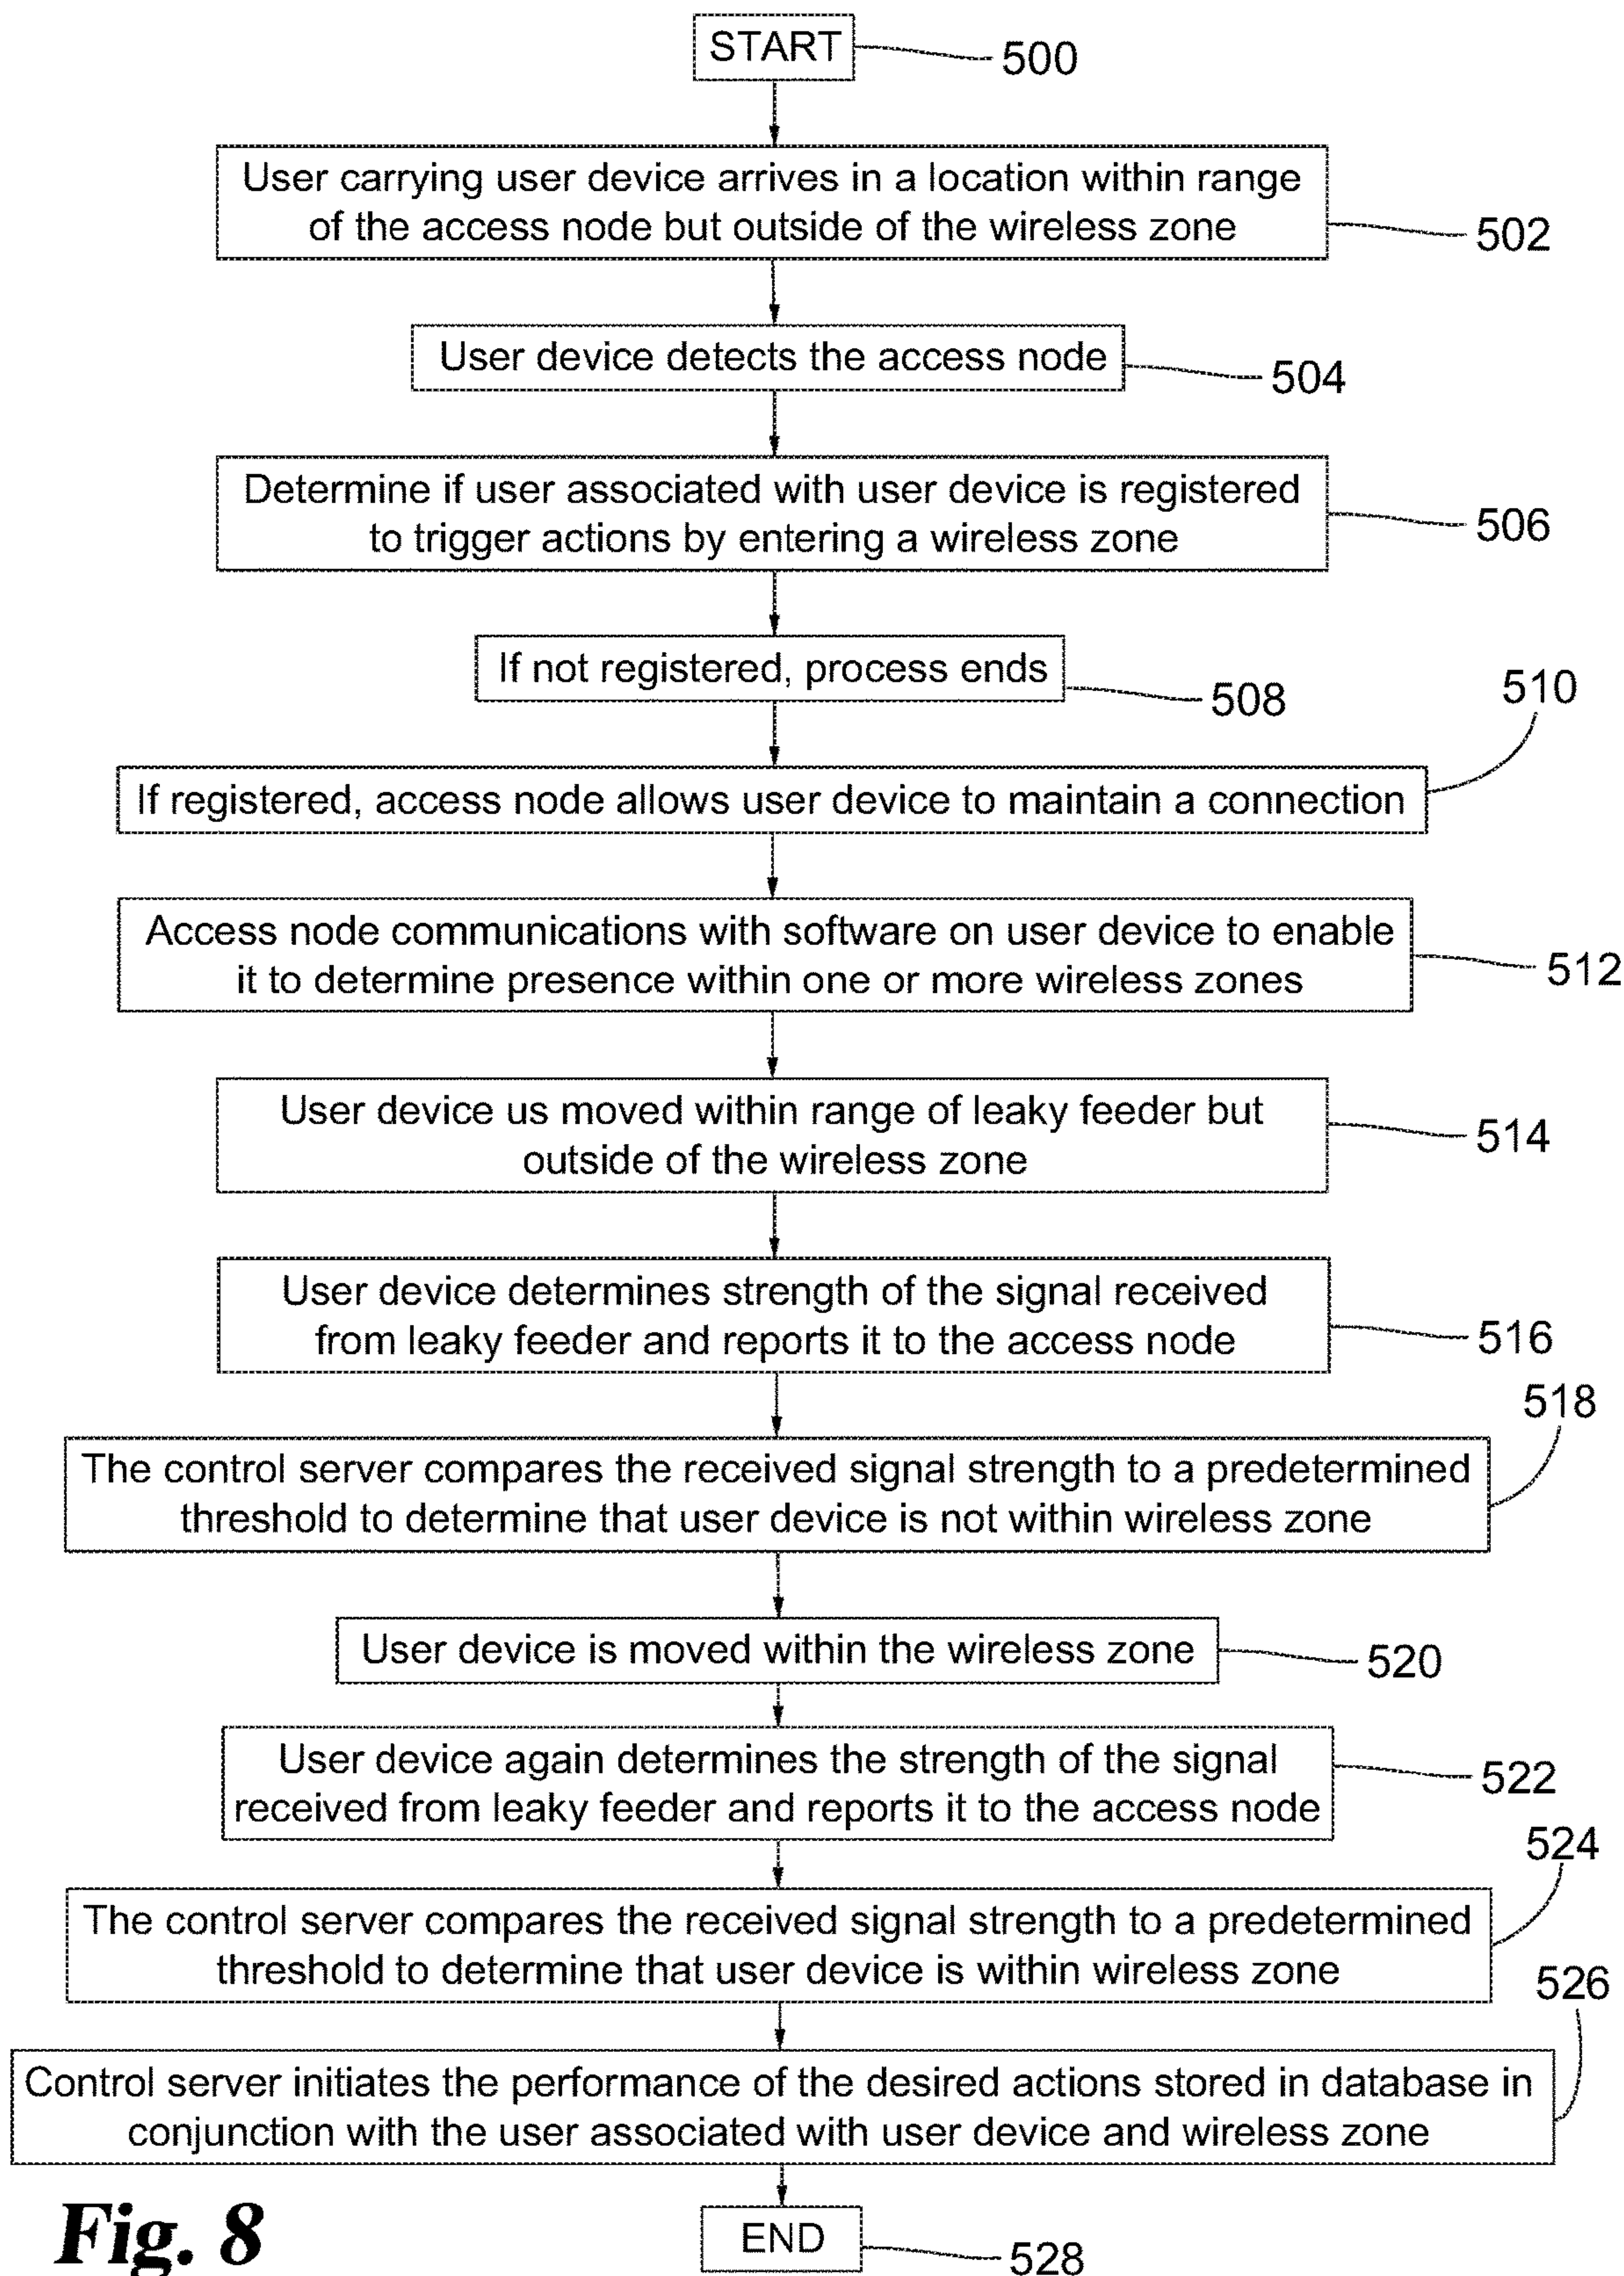 START
500
User carrying user device arrives in a location within range
of the access node but outside of the wireless zone
502
User device detects the access node
504
Determine if user associated with user device is registered
to trigger actions by entering a wireless zone
506
If not registered, process ends
508
510
If registered, access node allows user device to maintain a connection
Access node communications with software on user device to enable
it to determine presence within one or more wireless zones
512
User device us moved within range of leaky feeder but
outside of the wireless zone
514
User device determines strength of the signal received
from leaky feeder and reports it to the access node
516
518
The control server compares the received signal strength to a predetermined
threshold to determine that user device is not within wireless zone
User device is moved within the wireless zone
520
User device again determines the strength of the signal
received from leaky feeder and reports it to the access node
522
524
The control server compares the received signal strength to a predetermined
threshold to determine that user device is within wireless zone
526
Control server initiates the performance of the desired actions stored in database in
conjunction with the user associated with user device and wireless zone
END
528
Fig. 8